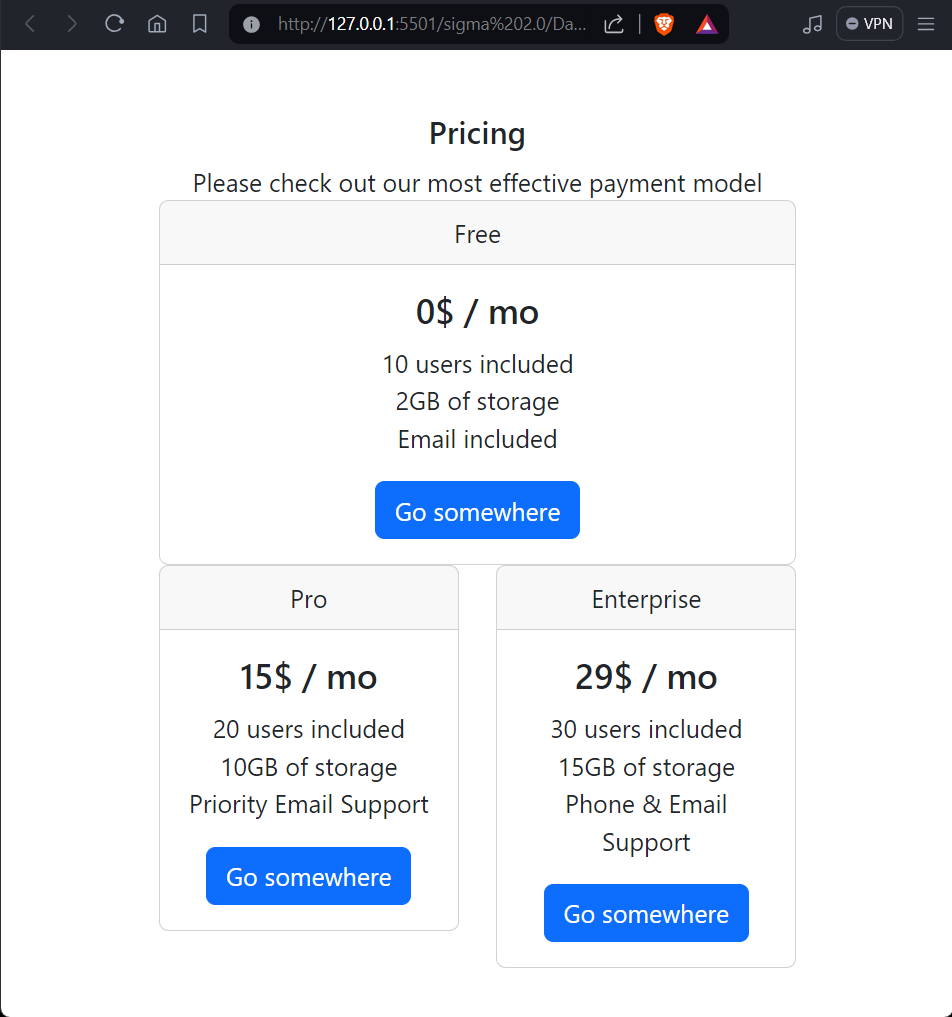 http://127.0.0.1:5501/sigma%202.0/Da...
VPN
Pricing
Please check out our most effective payment model
Free
0$ / mo
10 users included
2GB of storage
Email included
Go somewhere
Pro
15$ / mo
20 users included
10GB of storage
Priority Email Support
Go somewhere
Enterprise
29$ / mo
30 users included
15GB of storage
Phone & Email
Support
Go somewhere